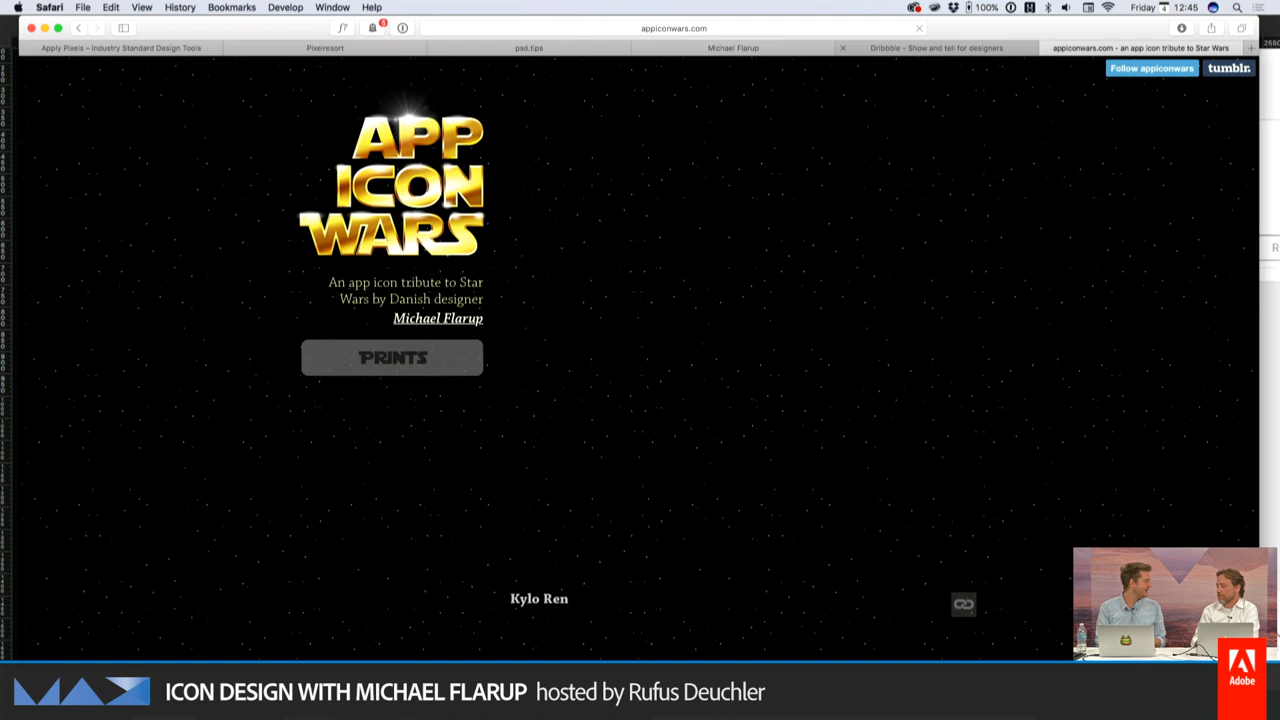 Safari File Edit View History Bookmarks Develop Window Help
100% Friday 4 12:45
appiconwars.com
Apply Pixels – Industry Standard Design Tools
Pixelresort
psd.tips
Michael Flarup
Dribbble - Show and tell for designers
appiconwars.com - an app icon tribute to Star Wars
Follow appiconwars
tumblr.
APP
ICON
WARS
An app icon tribute to Star
Wars by Danish designer
Michael Flarup
PRINTS
Kylo Ren
MAX
ICON DESIGN WITH MICHAEL FLARUP hosted by Rufus Deuchler
Adobe